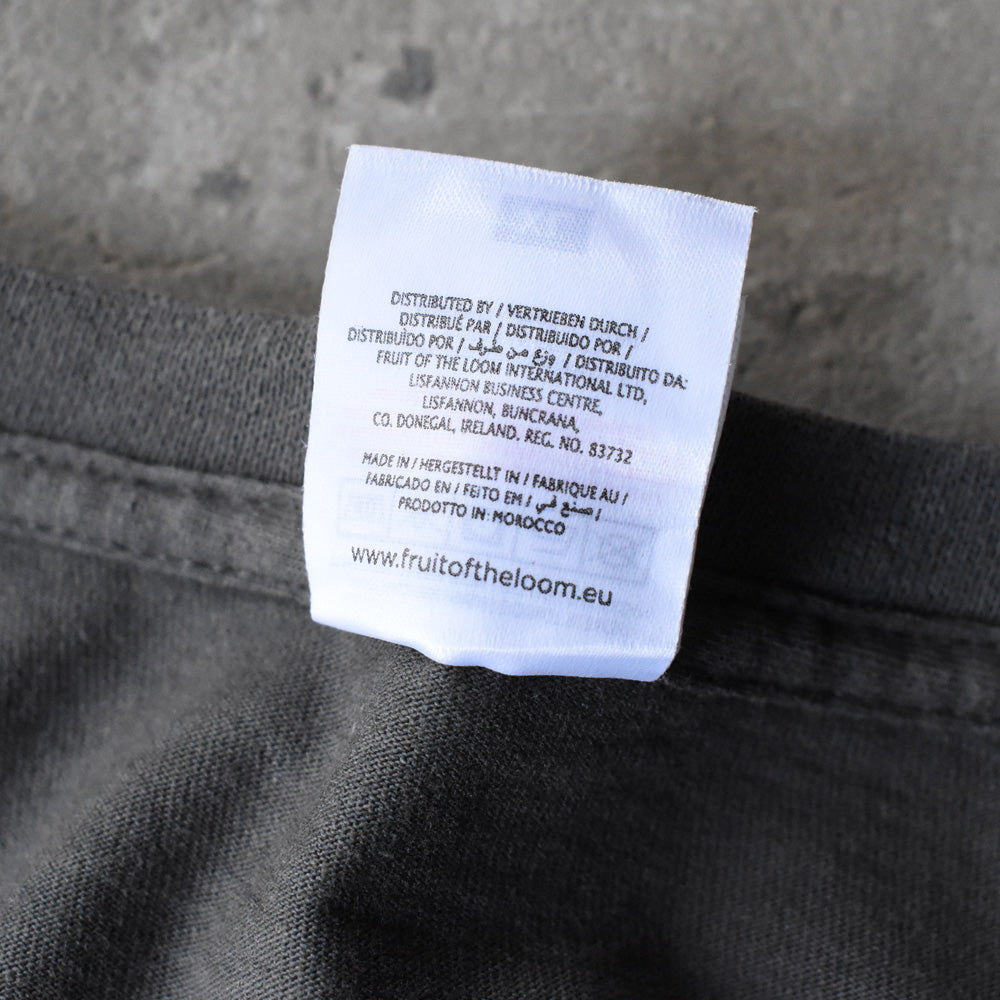 DISTRIBUTED BY / VERTRIEBEN DURCH /
DISTRIBUÉ PAR / DISTRIBUIDO POR /
DISTRIBUÍDO POR / وزع من طرف / DISTRIBUITO DA:
FRUIT OF THE LOOM INTERNATIONAL LTD,
LISFANNON BUSINESS CENTRE,
LISFANNON, BUNCRANA,
CO. DONEGAL, IRELAND. REG. NO. 83732
MADE IN / HERGESTELLT IN / FABRIQUE AU /
FABRICADO EN / FEITO EM / صنع في /
PRODOTTO IN: MOROCCO
www.fruitoftheloom.eu